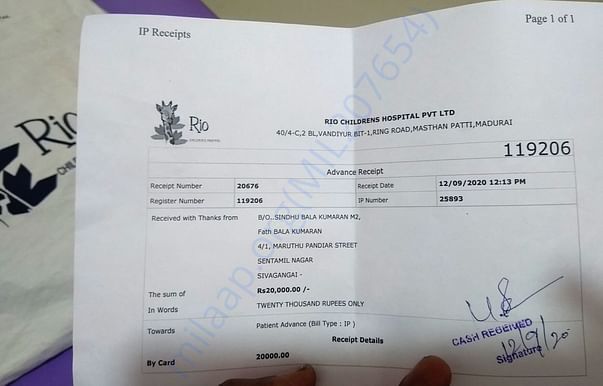 Page 1 of 1
IP Receipts
Rio
RIO CHILDRENS HOSPITAL PVT LTD
40/4-C,2 BL,VANDIYUR BIT-1,RING ROAD,MASTHAN PATTI,MADURAI
119206
Advance Receipt
Receipt Number 20676 Receipt Date 12/09/2020 12:13 PM
Register Number 119206 IP Number 25893
Received with Thanks from B/O..SINDHU BALA KUMARAN M2,
Fath BALA KUMARAN
4/1, MARUTHU PANDIAR STREET
SENTAMIL NAGAR
SIVAGANGAI -
The sum of Rs20,000.00 /-
In Words TWENTY THOUSAND RUPEES ONLY
Towards Patient Advance (Bill Type : IP )
CASH RECEIVED
12/9/20
Signature
Receipt Details
By Card 20000.00
Rio
milaap.org